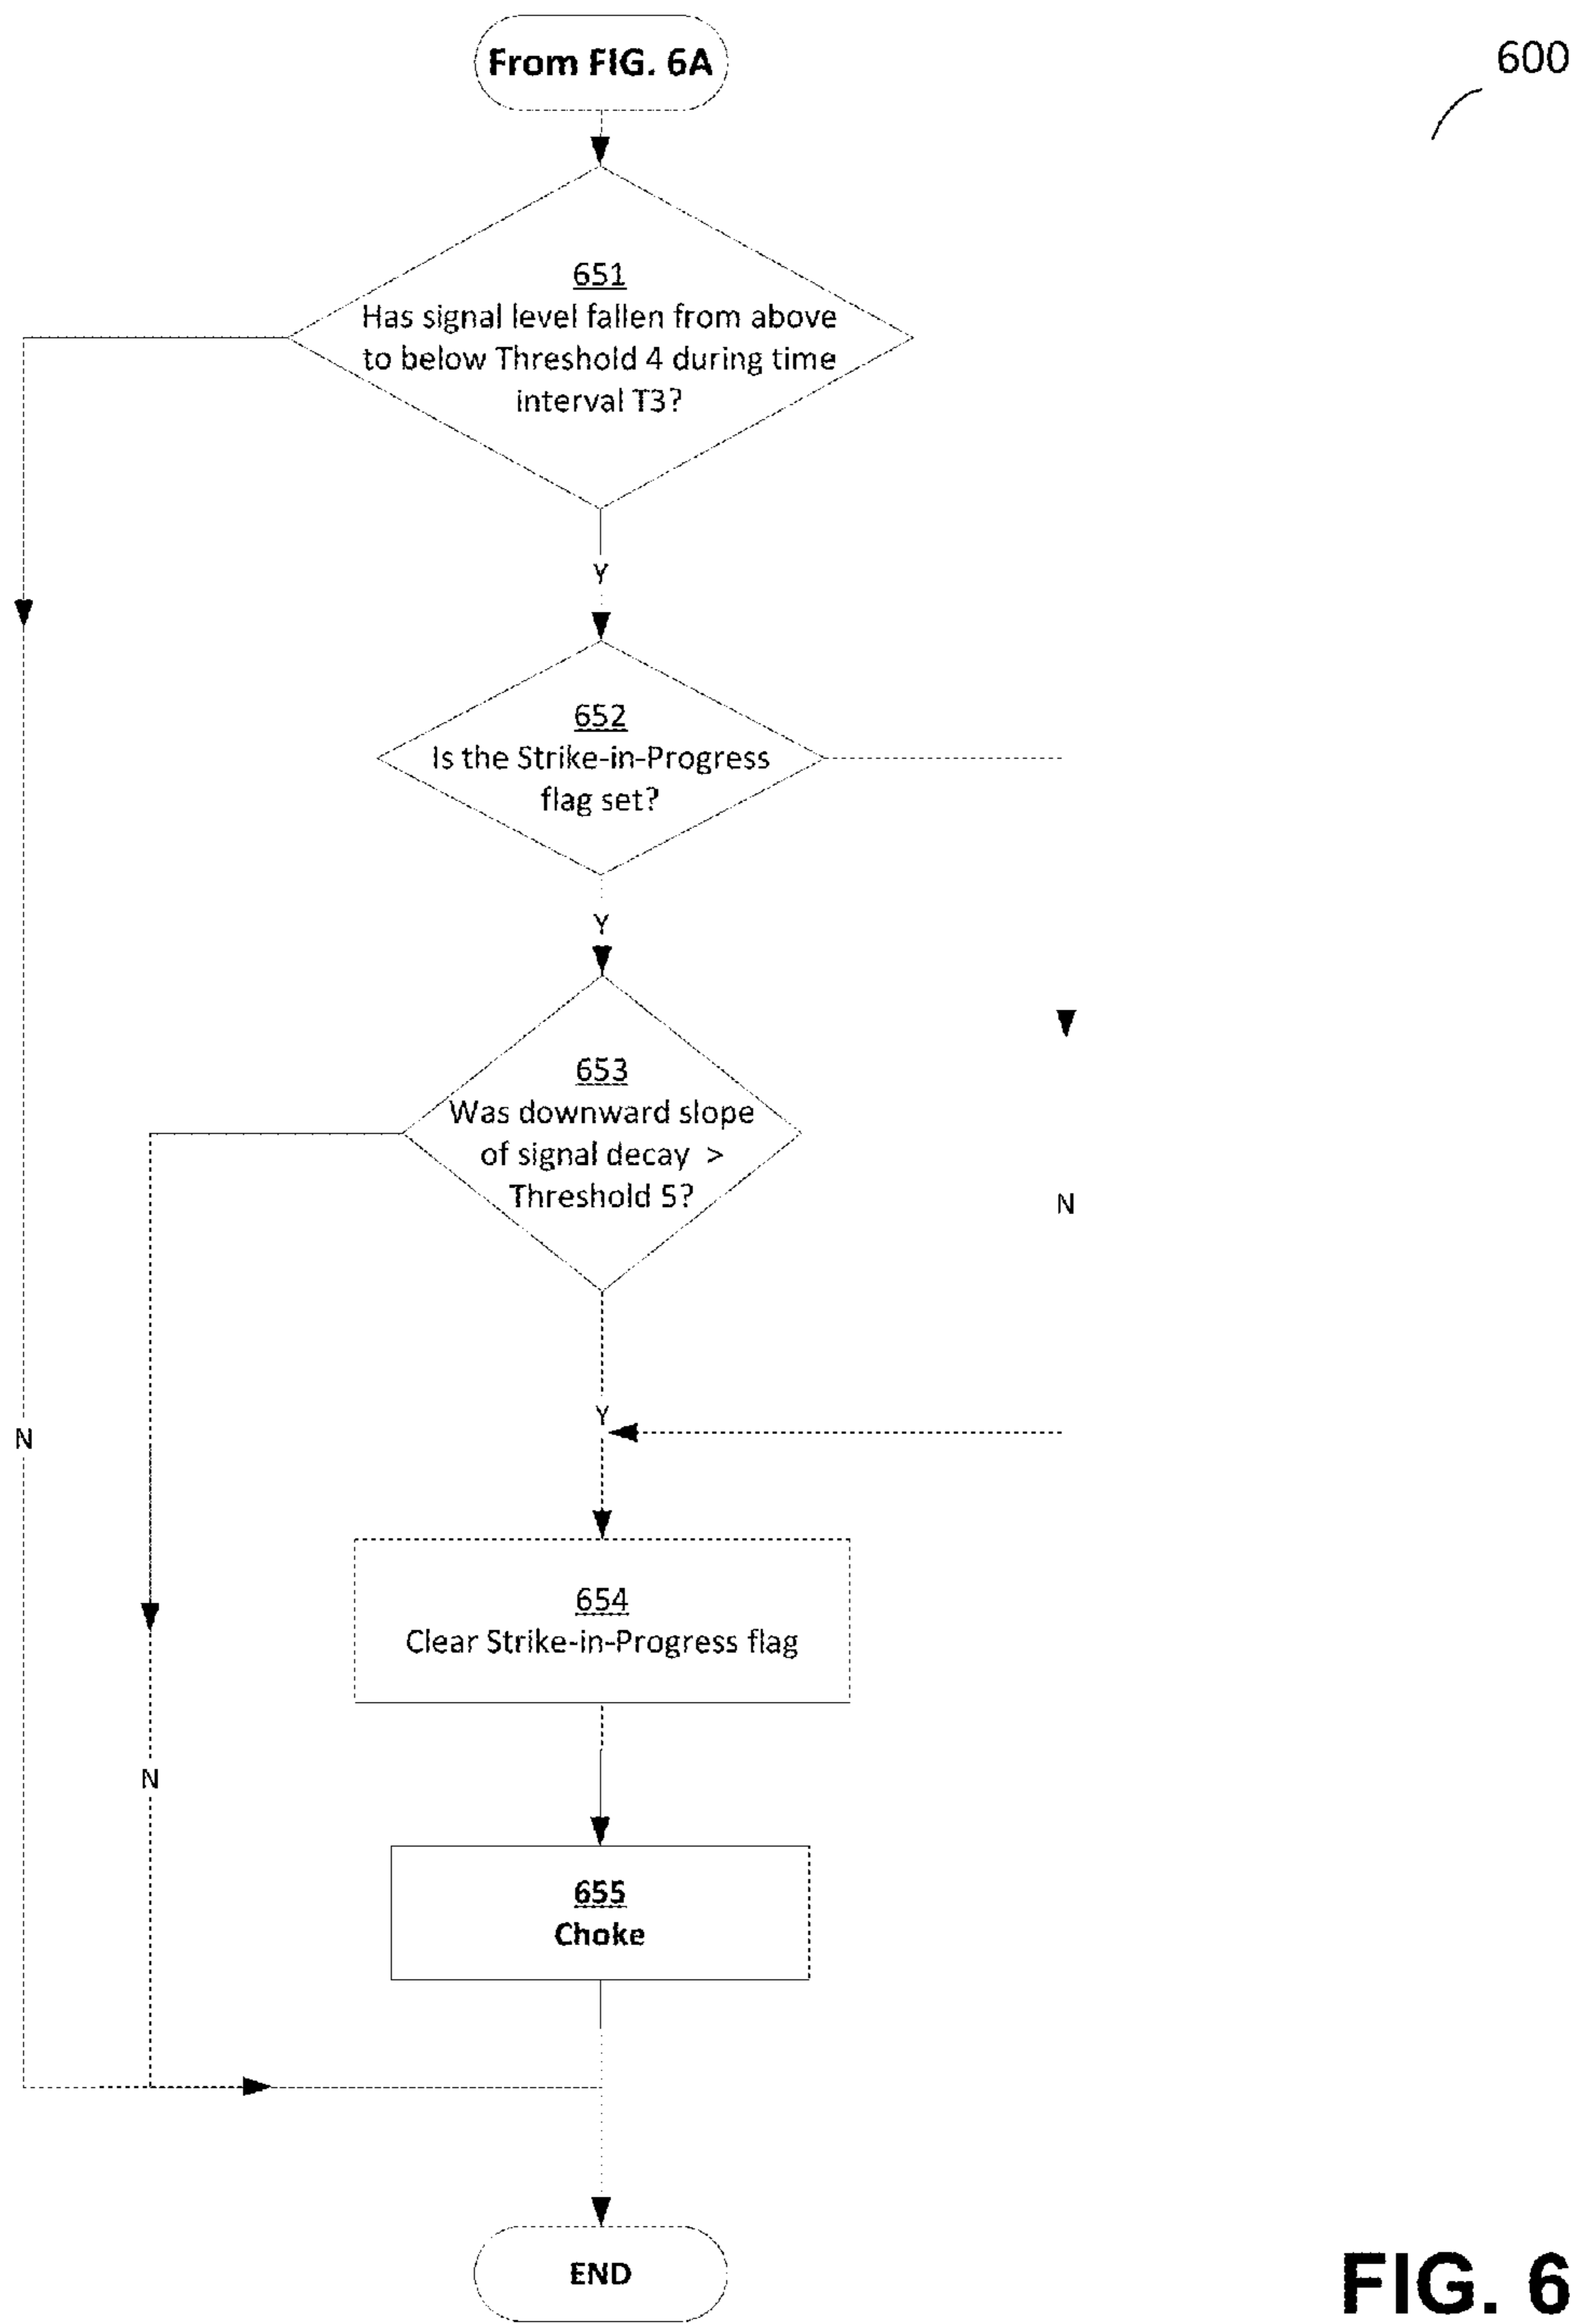 From FIG. 6A
600
651
Has signal level fallen from above
to below Threshold 4 during time
interval T3?
Y
652
Is the Strike-in-Progress
flag set?
Y
653
Was downward slope
of signal decay >
Threshold 5?
N
Y
N
654
Clear Strike-in-Progress flag
N
655
Choke
END
FIG. 6